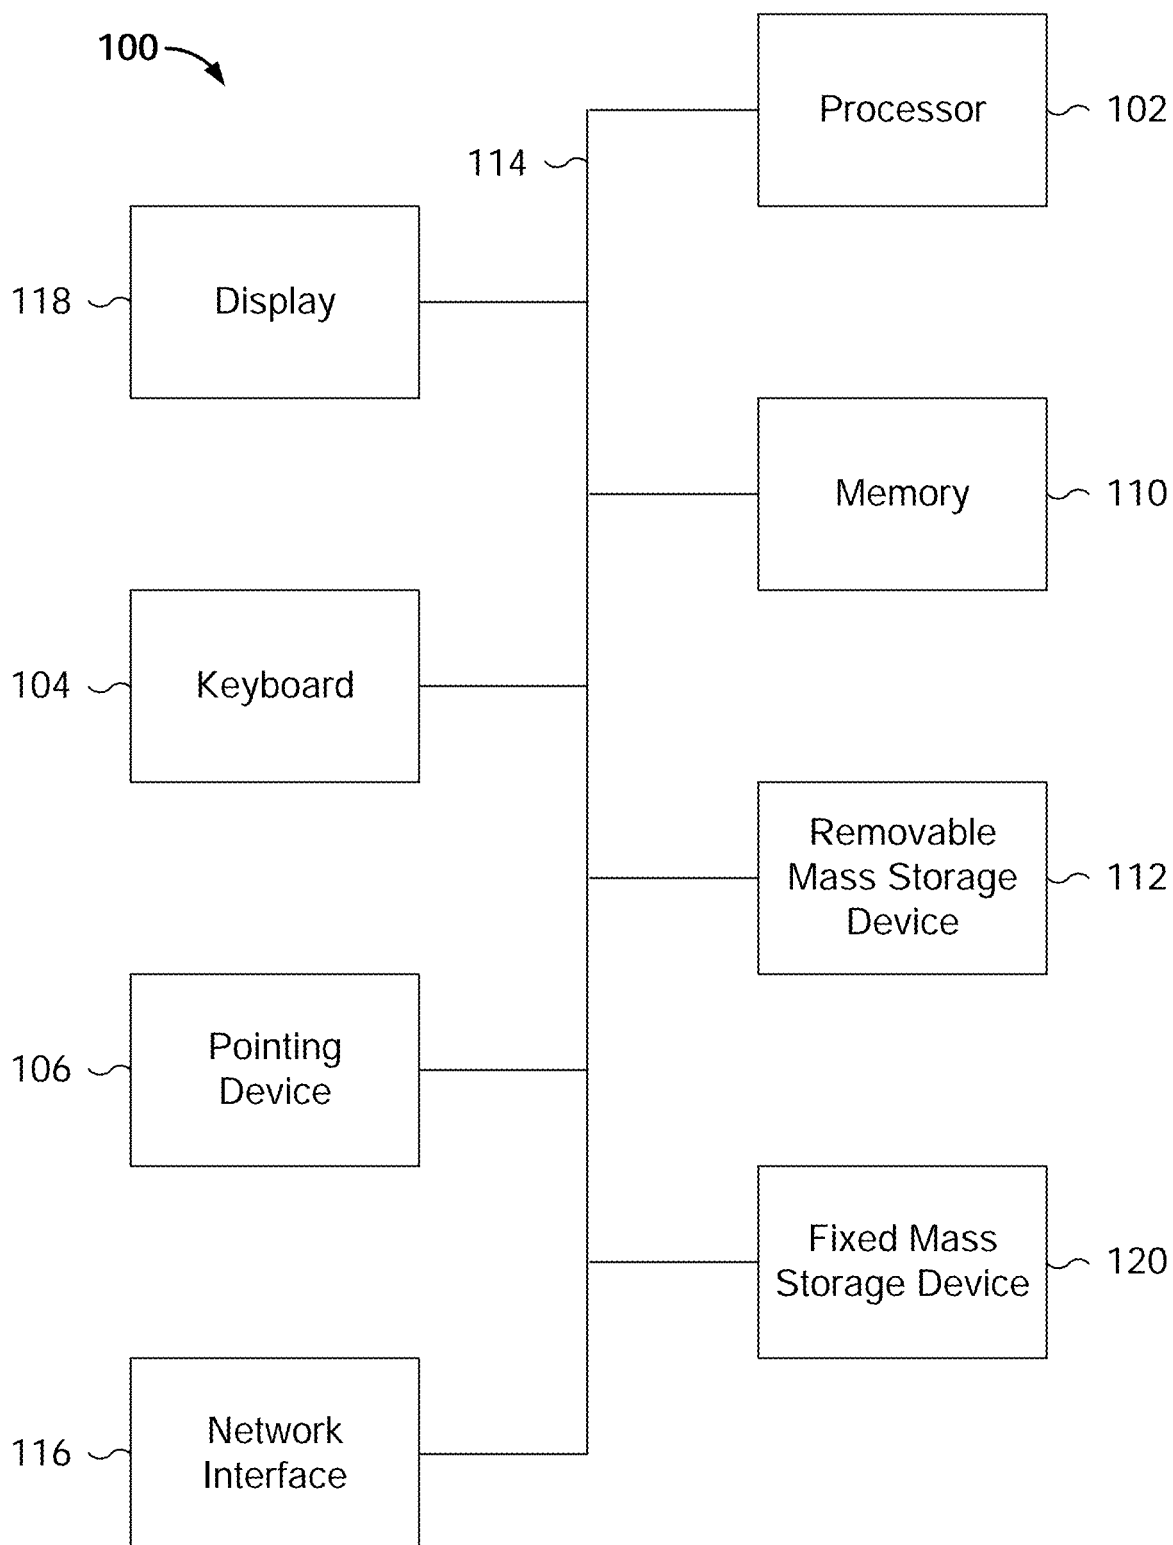 100
Processor
102
114
118
Display
Memory
110
104
Keyboard
Removable
Mass Storage
Device
112
106
Pointing
Device
Fixed Mass
Storage Device
120
116
Network
Interface